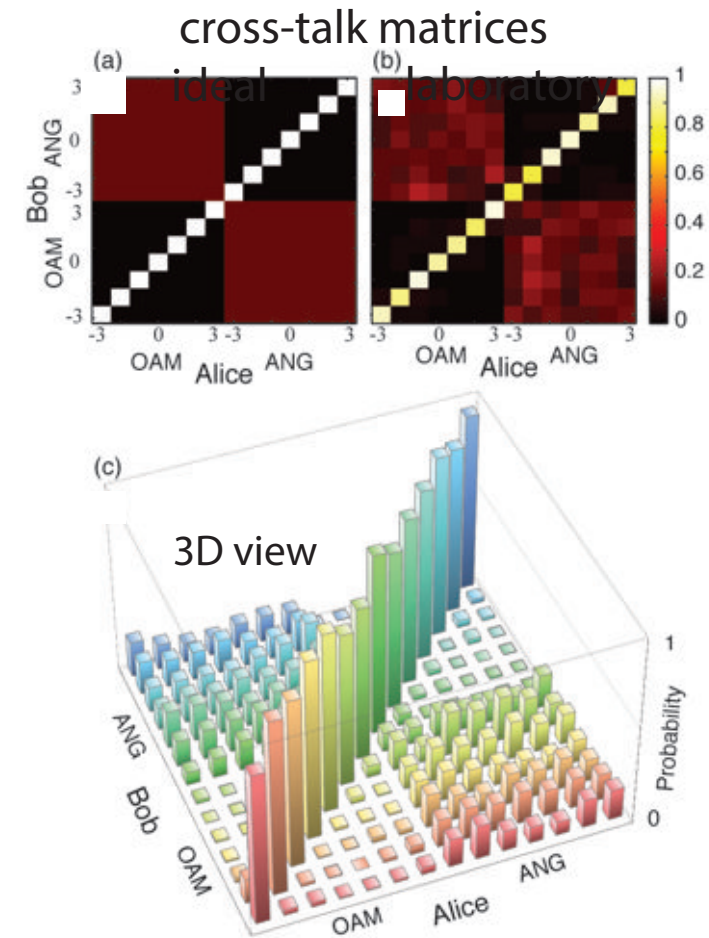 cross-talk matrices
(a)
ideal
(b)
laboratory
3
0
-3
3
0
-3
ANG
OAM
Bob
-3 0 3 -3 0 3
OAM Alice ANG
-3 0 3 -3 0 3
OAM Alice ANG
1
0.8
0.6
0.4
0.2
0
(c)
3D view
1
Probability
0
ANG
Bob
OAM
OAM Alice ANG